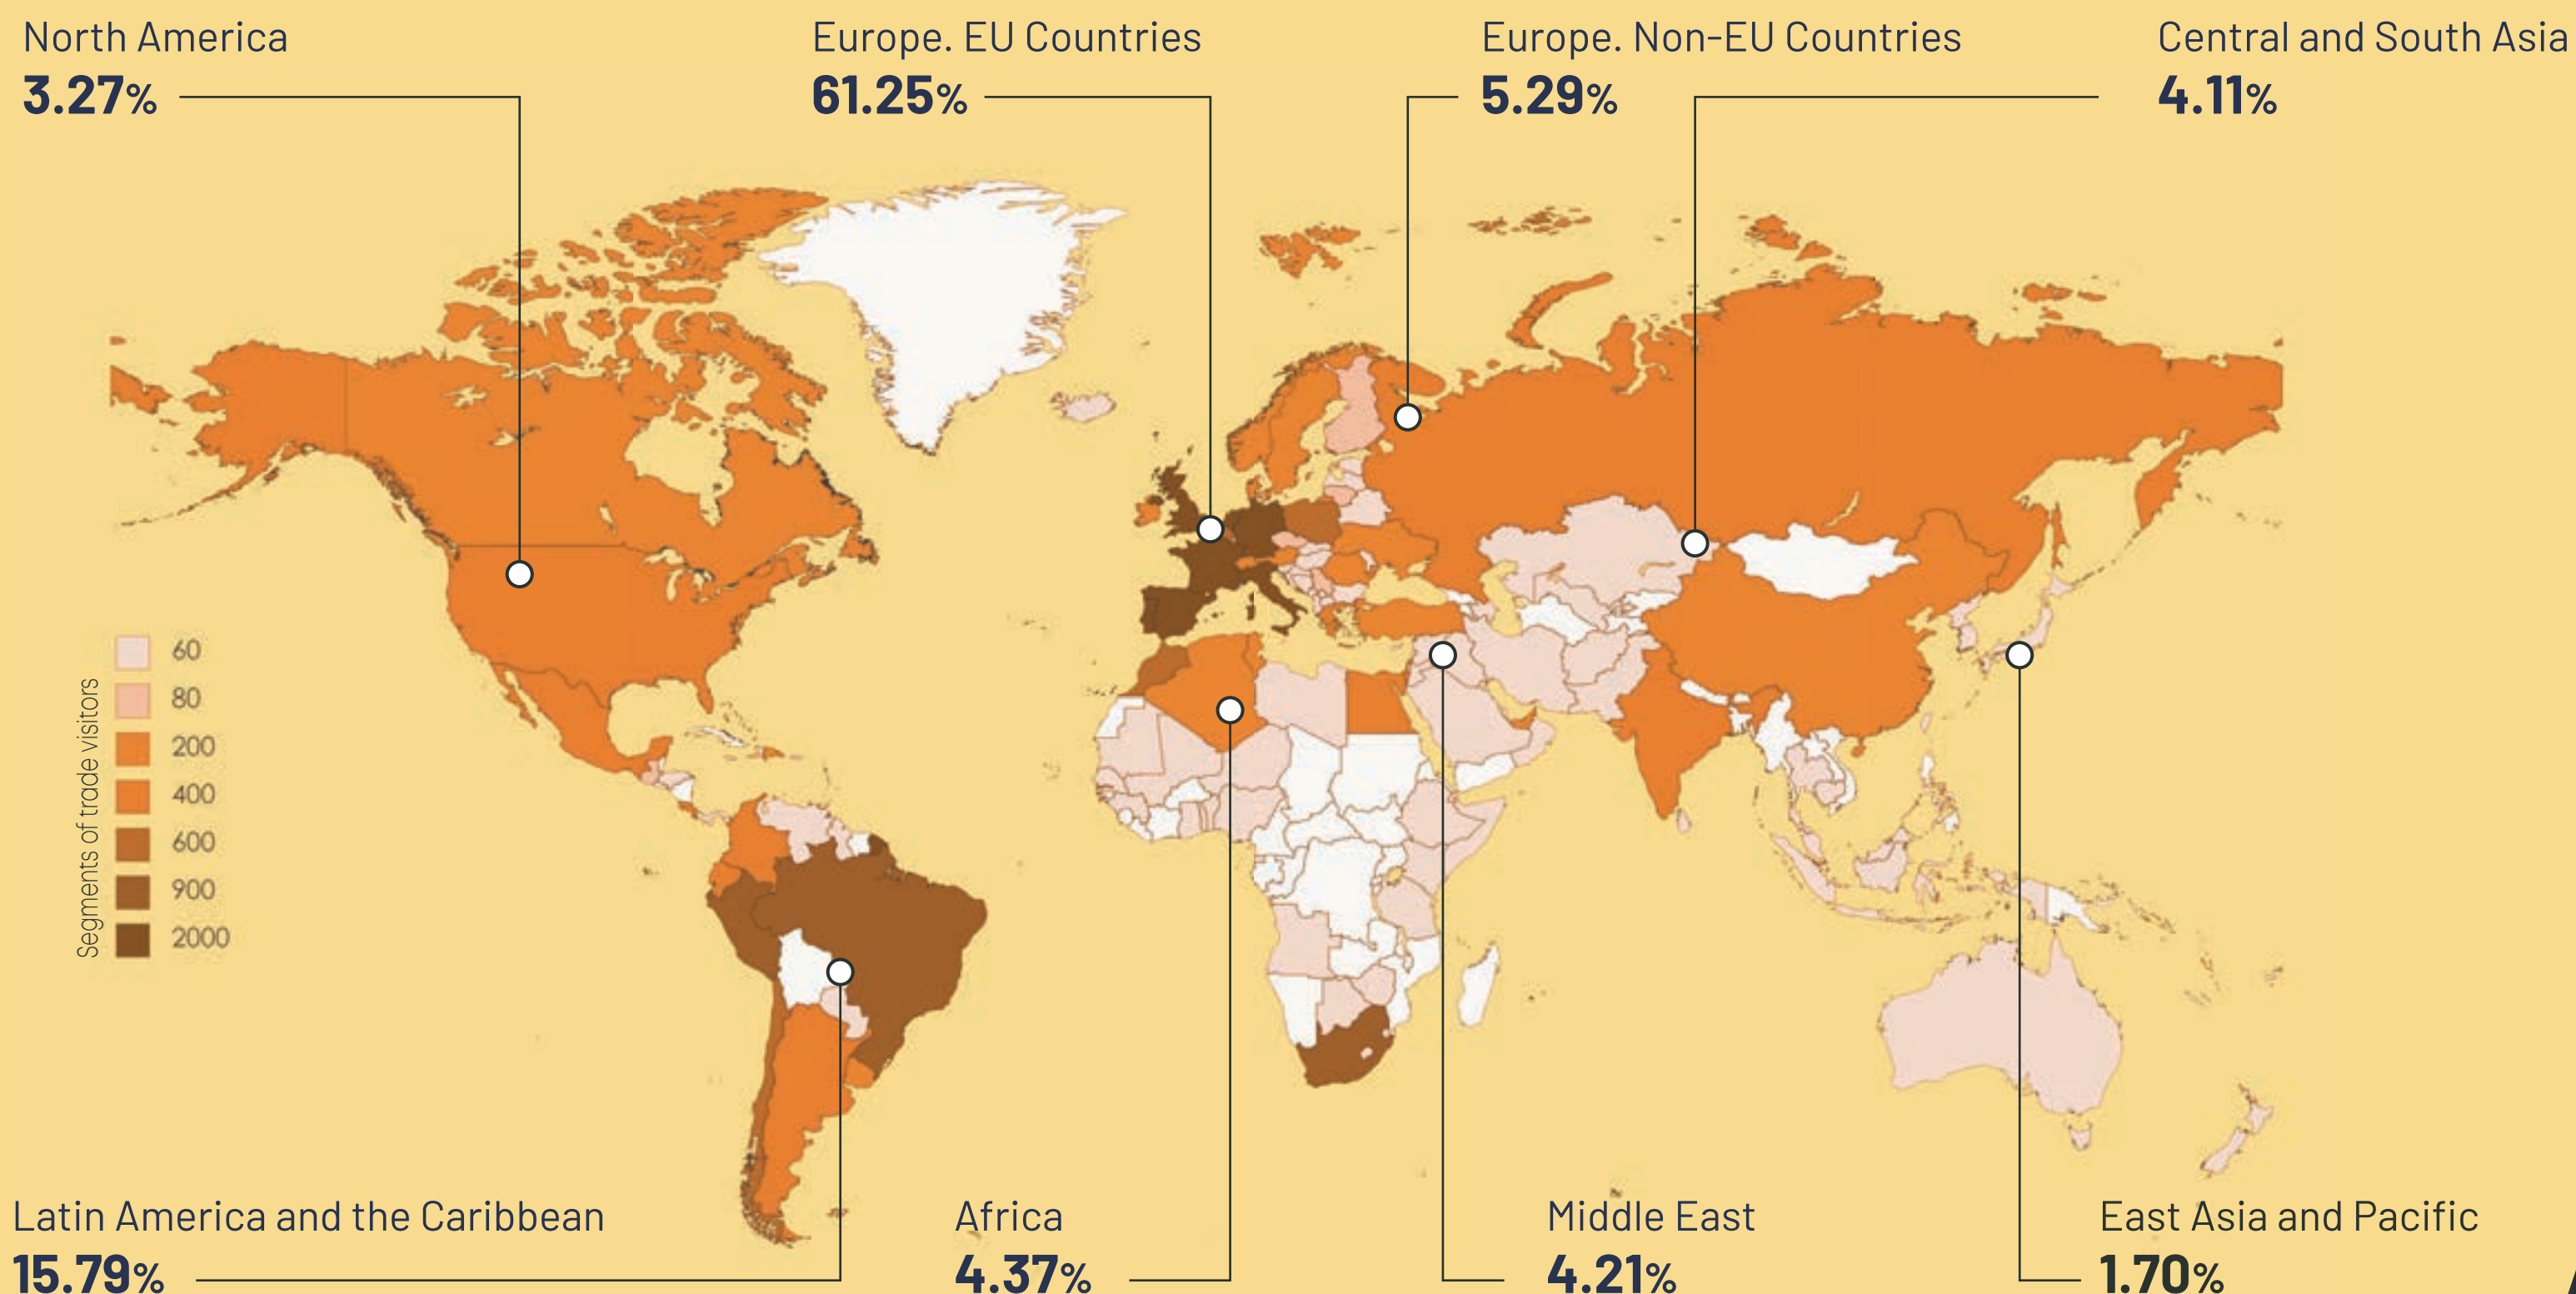 North America
3.27%
Europe. EU Countries
61.25%
Europe. Non-EU Countries
5.29%
Central and South Asia
4.11%
Segments of trade visitors
60
80
200
400
600
900
2000
Latin America and the Caribbean
15.79%
Africa
4.37%
Middle East
4.21%
East Asia and Pacific
1.70%